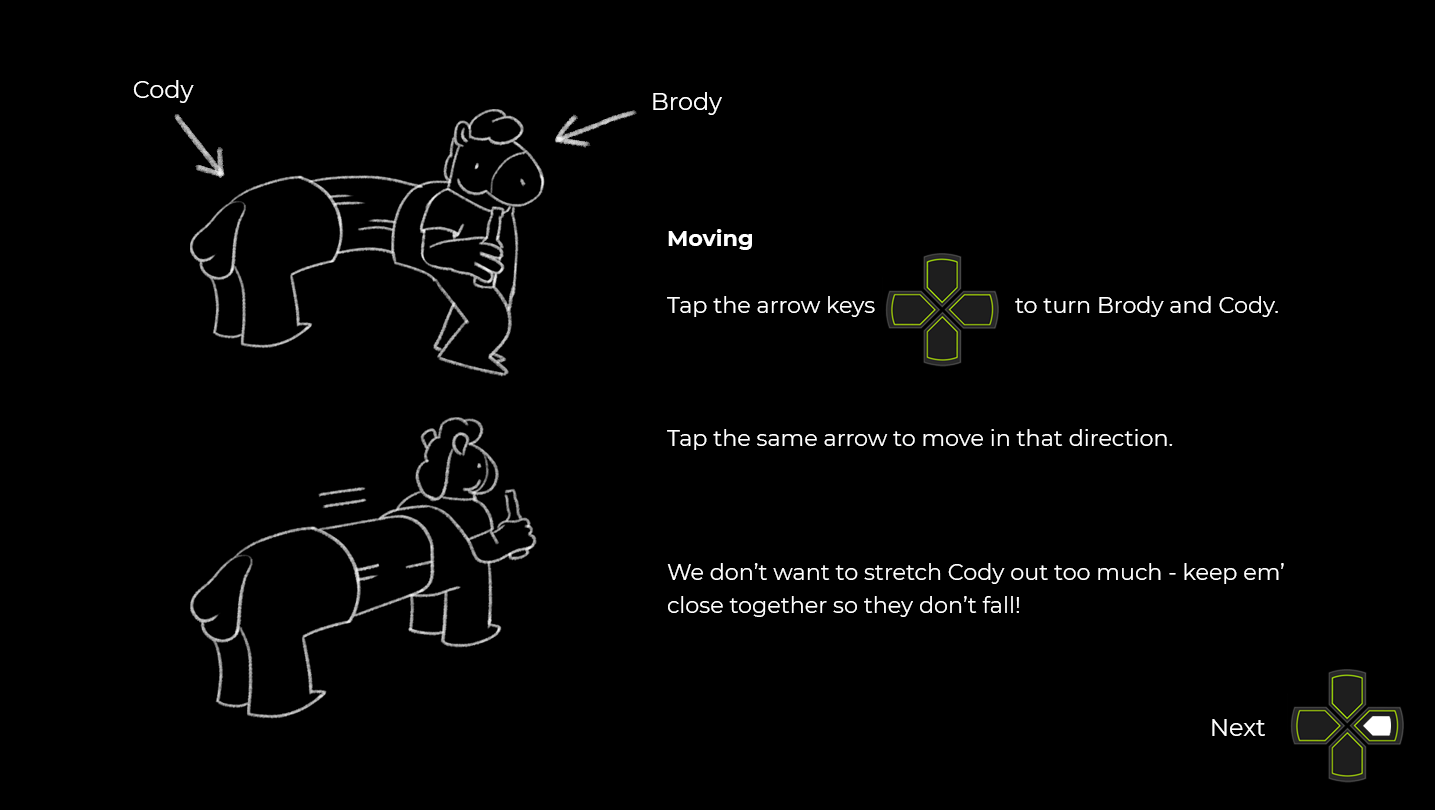 Cody
Brody
Moving
Tap the arrow keys to turn Brody and Cody.
Tap the same arrow to move in that direction.
We don’t want to stretch Cody out too much - keep em’
close together so they don’t fall!
Next